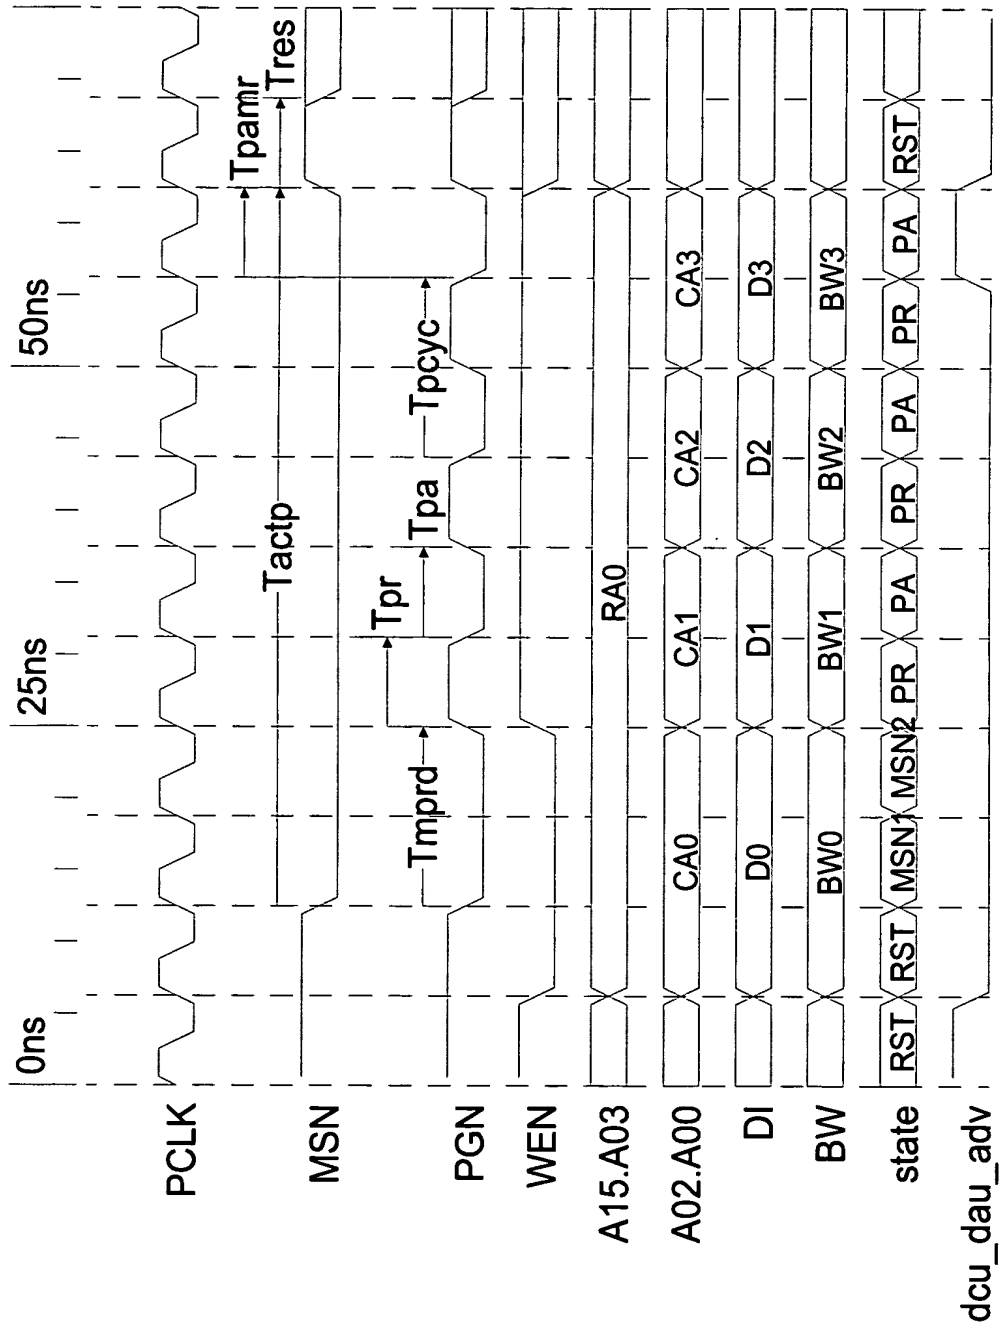 0ns 25ns 50ns
PCLK
Tpamr
MSN Tactp Tres
Tpr
PGN Tmprd Tpa Tpcyc
WEN
A15.A03 RA0
A02.A00 CA0 CA1 CA2 CA3
DI D0 D1 D2 D3
BW BW0 BW1 BW2 BW3
state RST RST MSN1 MSN2 PR PA PR PA PR PA RST
dcu_dau_adv